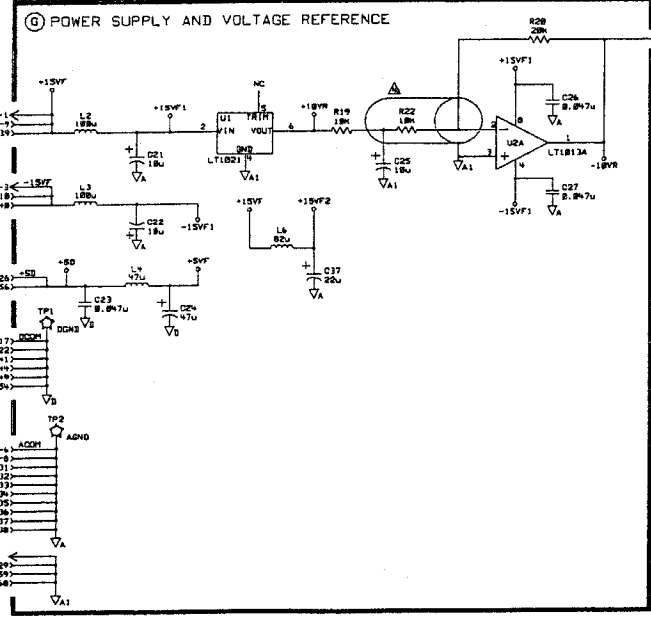 G POWER SUPPLY AND VOLTAGE REFERENCE
R20
20K
+15VF
+15VF1
NC
+15VF1
C26
0.047u
L2
100u
U1
TRIM
5
+10VR
R19
10K
R22
10K
2
VIN
VOUT
6
2
8
1
U2A
LT1013A
-10VR
C21
10u
GND
4
LT1021
A
A1
C25
10u
A1
A1
3
4
C27
0.047u
A
-15VF1
-15VF
L3
100u
C22
10u
A
-15VF1
+15VF
+15VF2
L6
82u
C37
22u
A
+5D
+5D
L4
47u
+5VF
C23
0.047u
D
C24
47u
D
TP1
DGND
DCOM
D
TP2
AGND
ACOM
A
A1